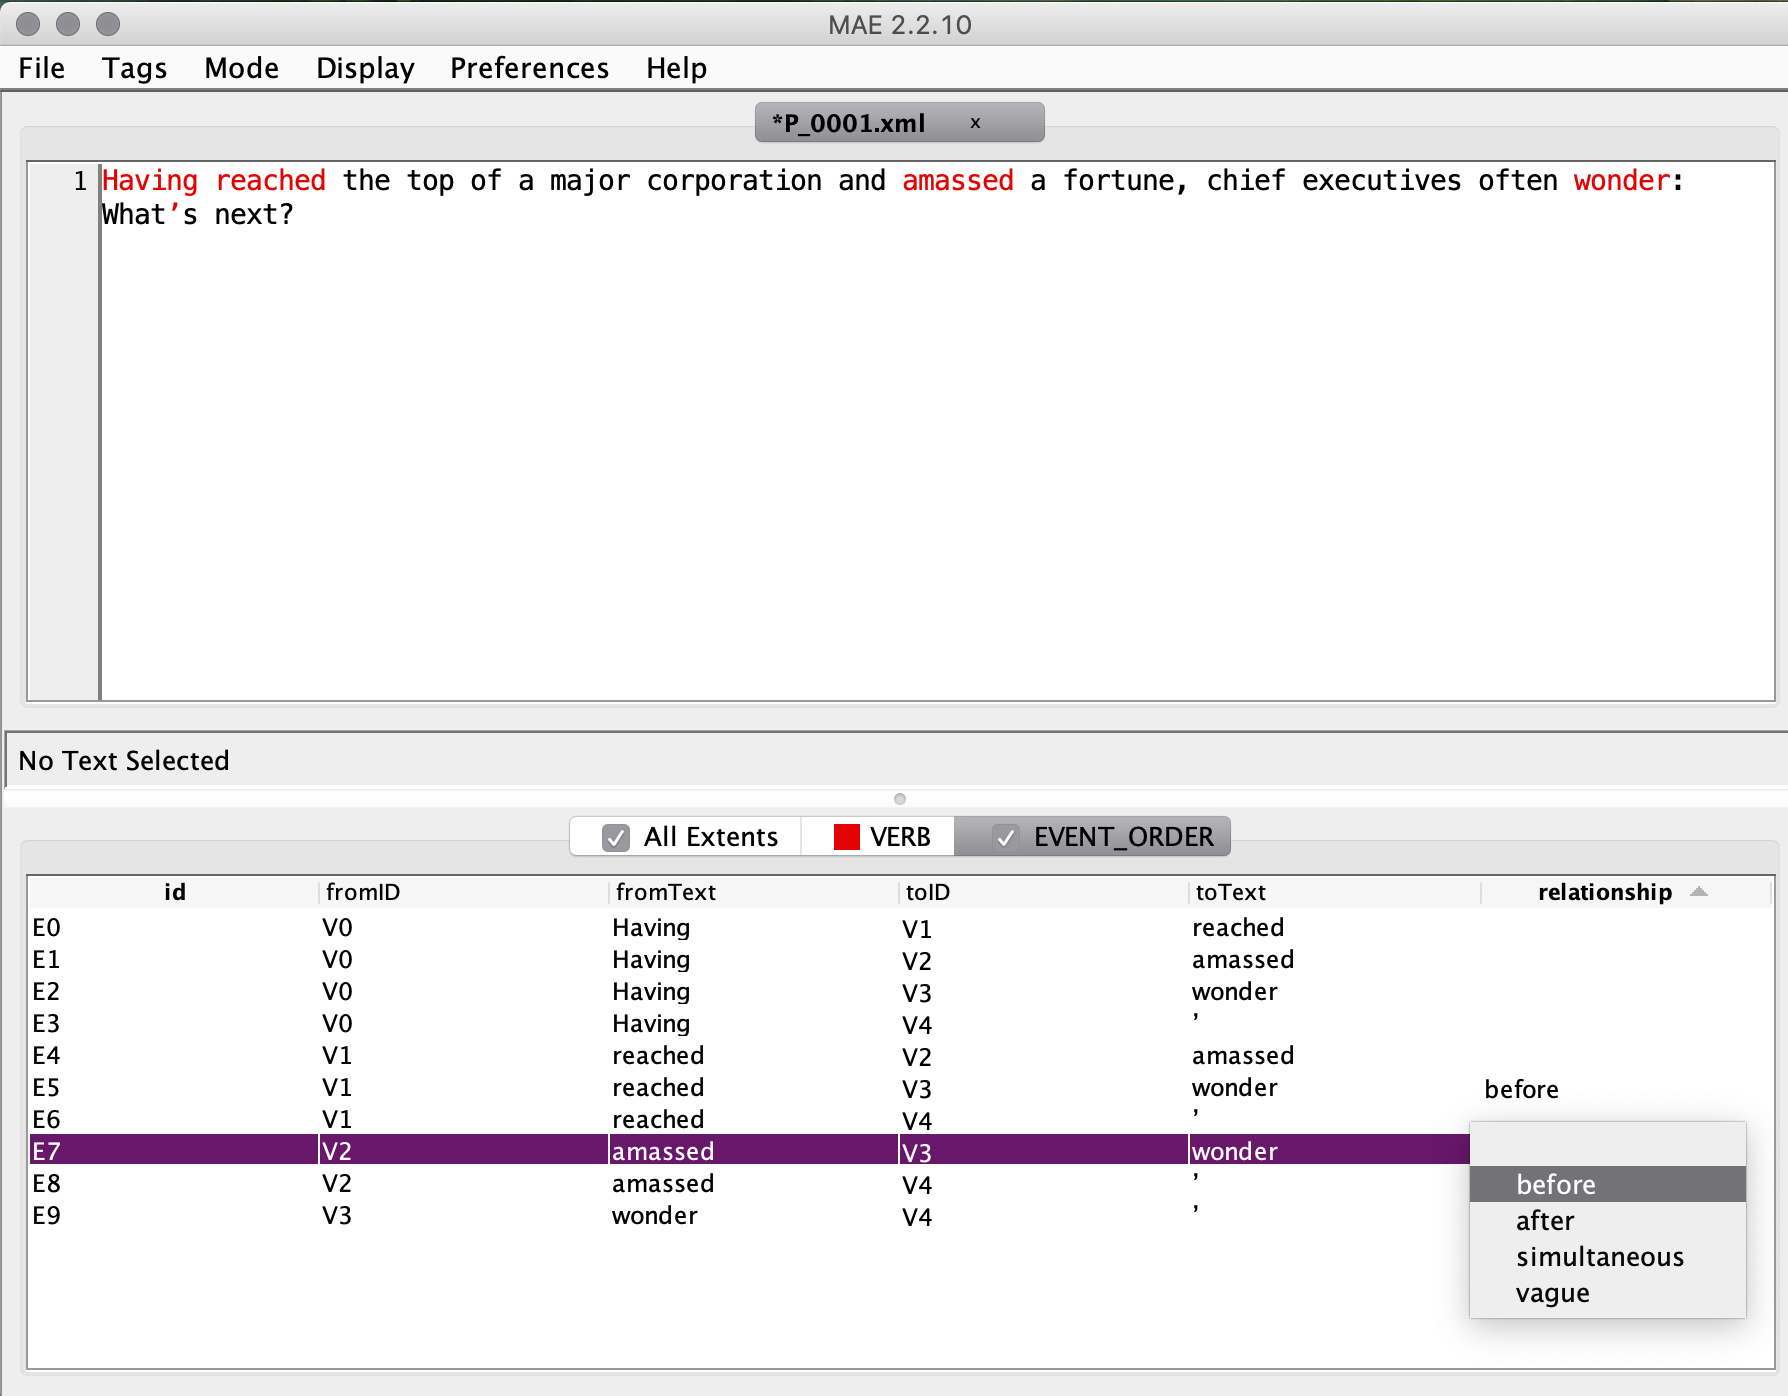 MAE 2.2.10
File Tags Mode Display Preferences Help
*P_0001.xml x
1 Having reached the top of a major corporation and amassed a fortune, chief executives often wonder:
What’s next?
No Text Selected
All Extents VERB EVENT_ORDER
id fromID fromText toID toText relationship
E0 V0 Having V1 reached
E1 V0 Having V2 amassed
E2 V0 Having V3 wonder
E3 V0 Having V4 ’
E4 V1 reached V2 amassed
E5 V1 reached V3 wonder before
E6 V1 reached V4 ’
E7 V2 amassed V3 wonder
E8 V2 amassed V4 ’
E9 V3 wonder V4 ’
before
after
simultaneous
vague